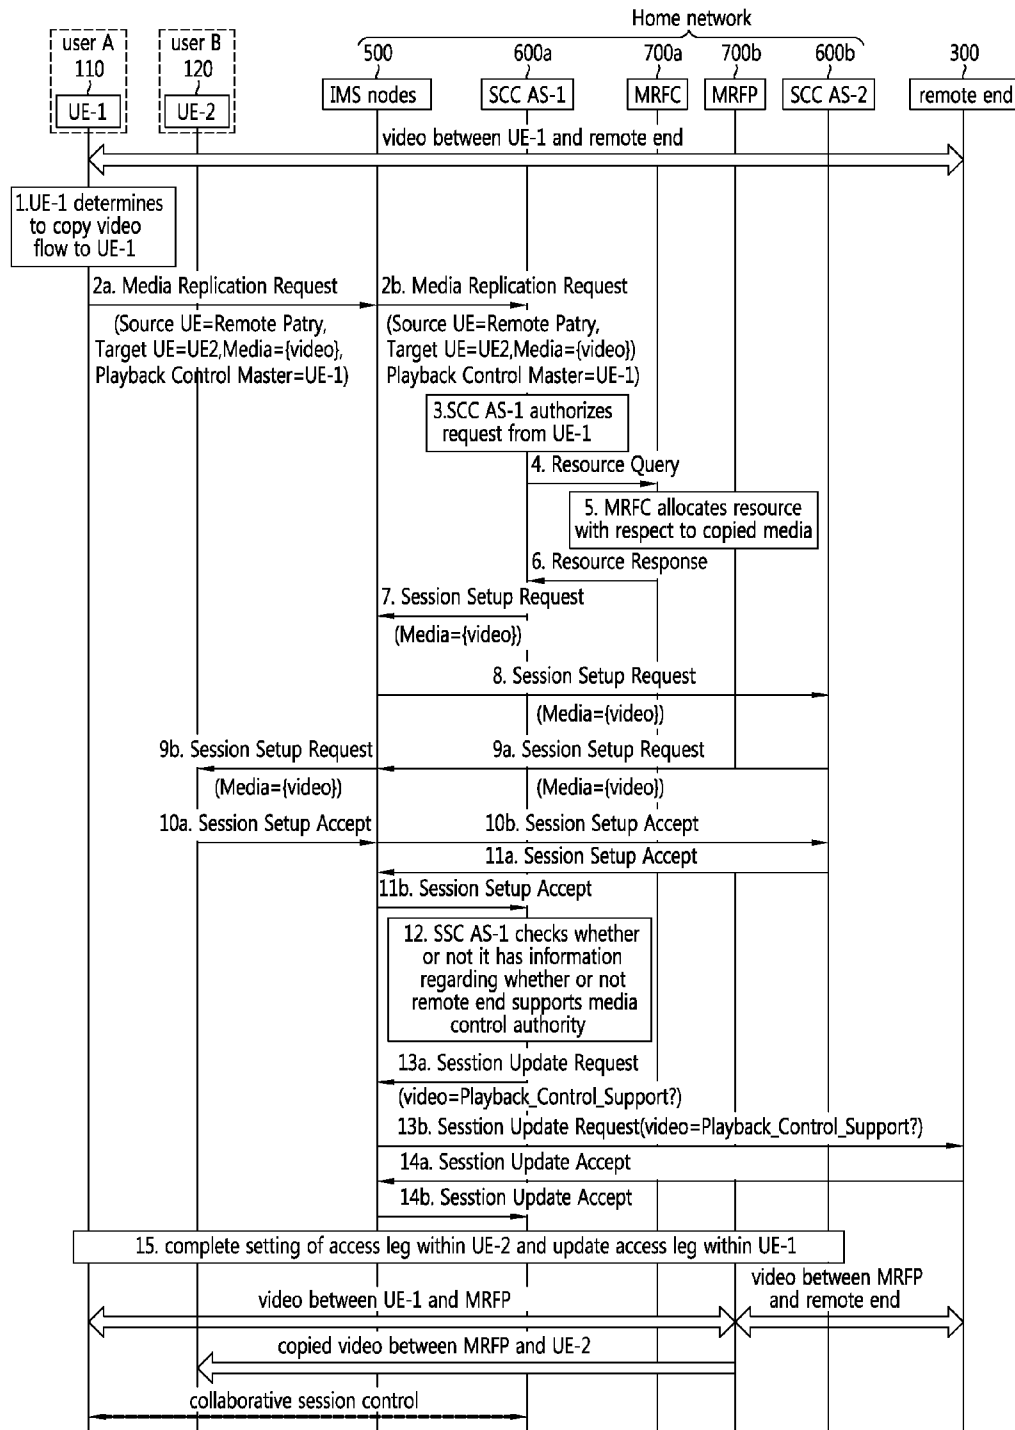 Home network
user A
user B
110
120
500
600a
700a
700b
600b
300
UE-1
UE-2
IMS nodes
SCC AS-1
MRFC
MRFP
SCC AS-2
remote end
video between UE-1 and remote end
1.UE-1 determines
to copy video
flow to UE-1
2a. Media Replication Request
(Source UE=Remote Patry,
Target UE=UE2,Media={video},
Playback Control Master=UE-1)
2b. Media Replication Request
(Source UE=Remote Patry,
Target UE=UE2,Media={video})
Playback Control Master=UE-1)
3.SCC AS-1 authorizes
request from UE-1
4. Resource Query
5. MRFC allocates resource
with respect to copied media
6. Resource Response
7. Session Setup Request
(Media={video})
8. Session Setup Request
(Media={video})
9b. Session Setup Request
(Media={video})
9a. Session Setup Request
(Media={video})
10a. Session Setup Accept
10b. Session Setup Accept
11a. Session Setup Accept
11b. Session Setup Accept
12. SSC AS-1 checks whether
or not it has information
regarding whether or not
remote end supports media
control authority
13a. Sesstion Update Request
(video=Playback_Control_Support?)
13b. Sesstion Update Request(video=Playback_Control_Support?)
14a. Sesstion Update Accept
14b. Sesstion Update Accept
15. complete setting of access leg within UE-2 and update access leg within UE-1
video between UE-1 and MRFP
video between MRFP
and remote end
copied video between MRFP and UE-2
collaborative session control